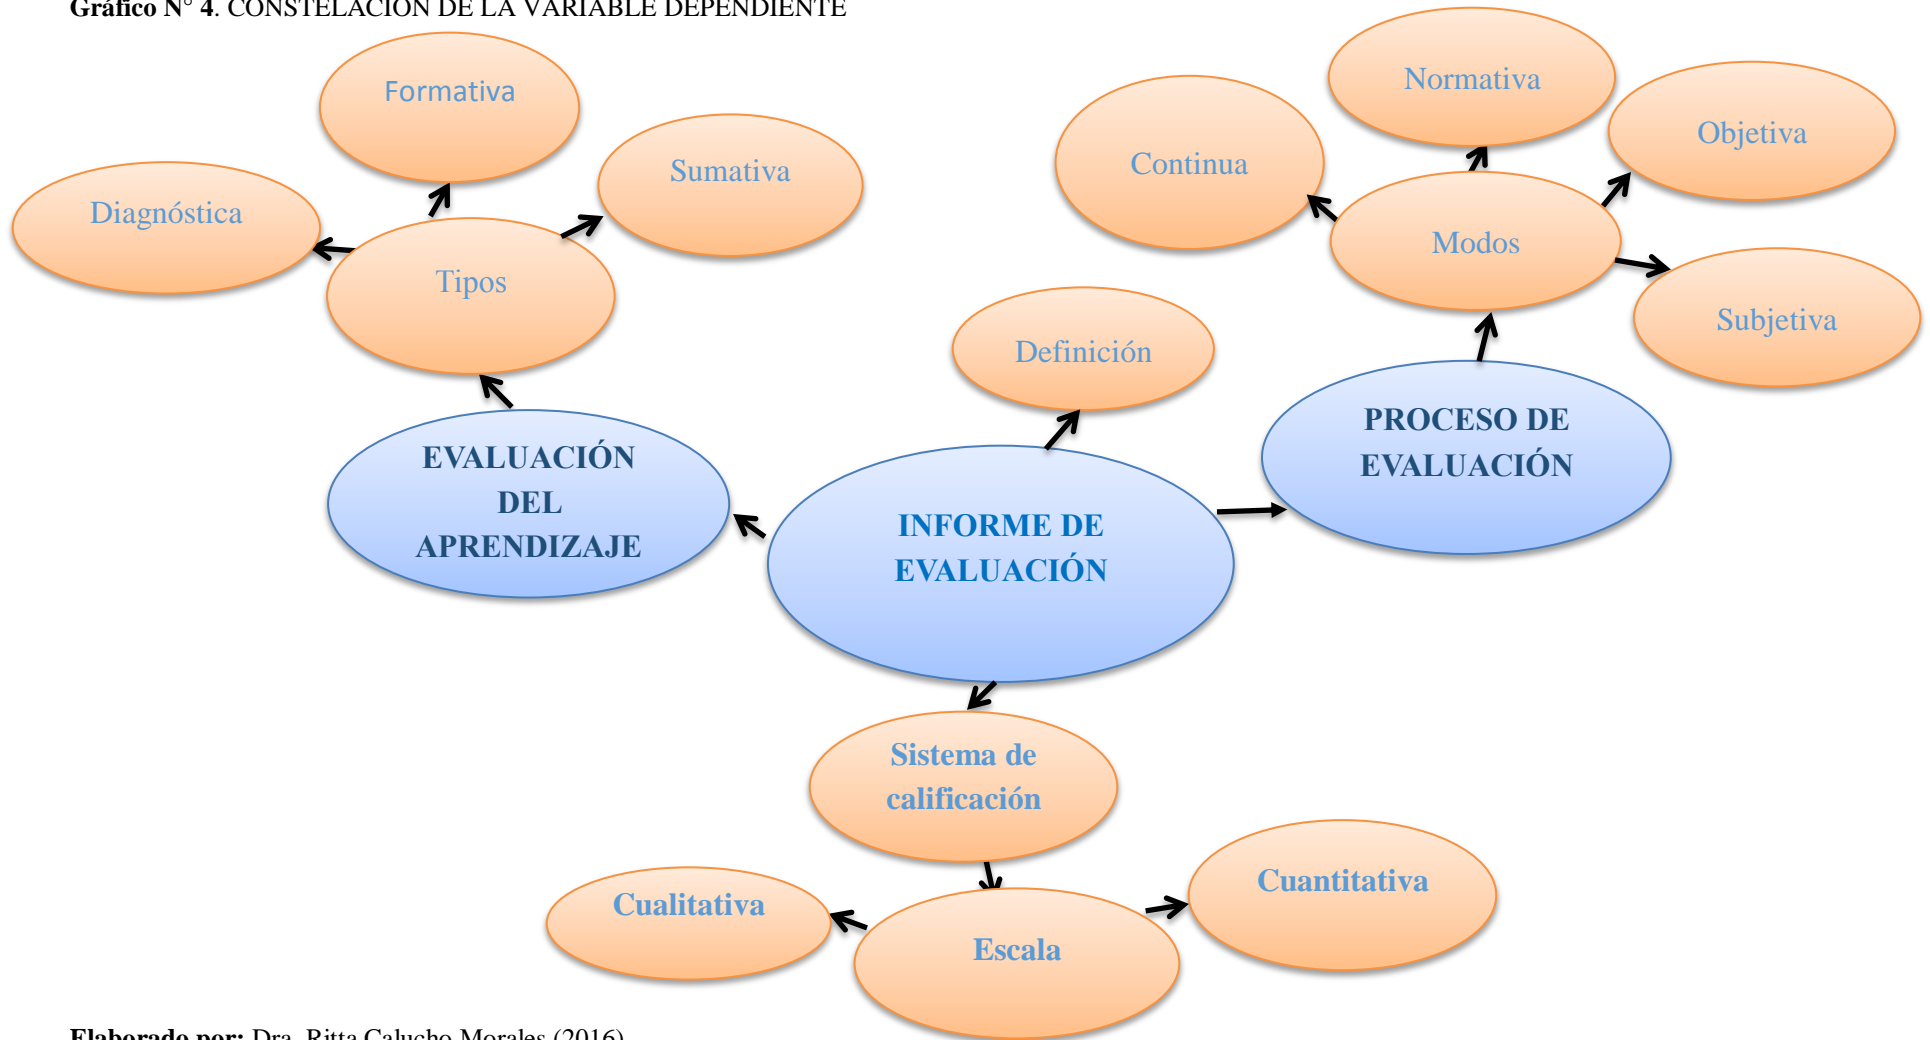 Gráfico N° 4. CONSTELACIÓN DE LA VARIABLE DEPENDIENTE
Formativa
Normativa
Objetiva
Sumativa
Continua
Diagnóstica
Modos
Tipos
Subjetiva
Definición
PROCESO DE
EVALUACIÓN
EVALUACIÓN
DEL
APRENDIZAJE
INFORME DE
EVALUACIÓN
Sistema de
calificación
Cuantitativa
Cualitativa
Escala
Elaborado por: Dra. Ritta Calucho Morales (2016)